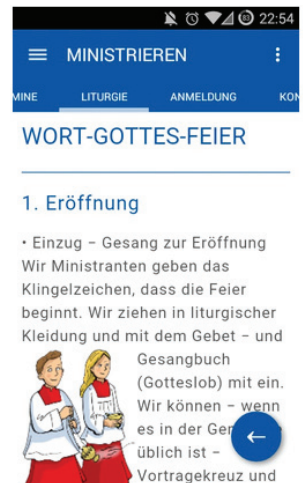 83 22:54
MINISTRIEREN
MINE LITURGIE ANMELDUNG KON
WORT-GOTTES-FEIER
1. Eröffnung
• Einzug – Gesang zur Eröffnung
Wir Ministranten geben das
Klingelzeichen, dass die Feier
beginnt. Wir ziehen in liturgischer
Kleidung und mit dem Gebet – und
Gesangbuch
(Gotteslob) mit ein.
Wir können – wenn
es in der
üblich ist –
Vortragekreuz und